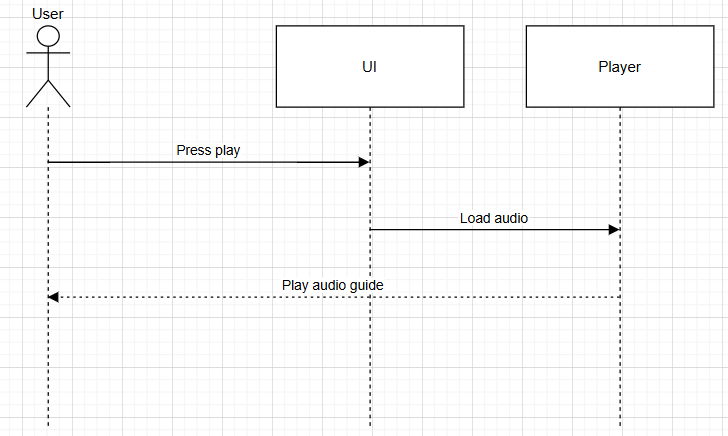 User
UI
Player
Press play
Load audio
Play audio guide